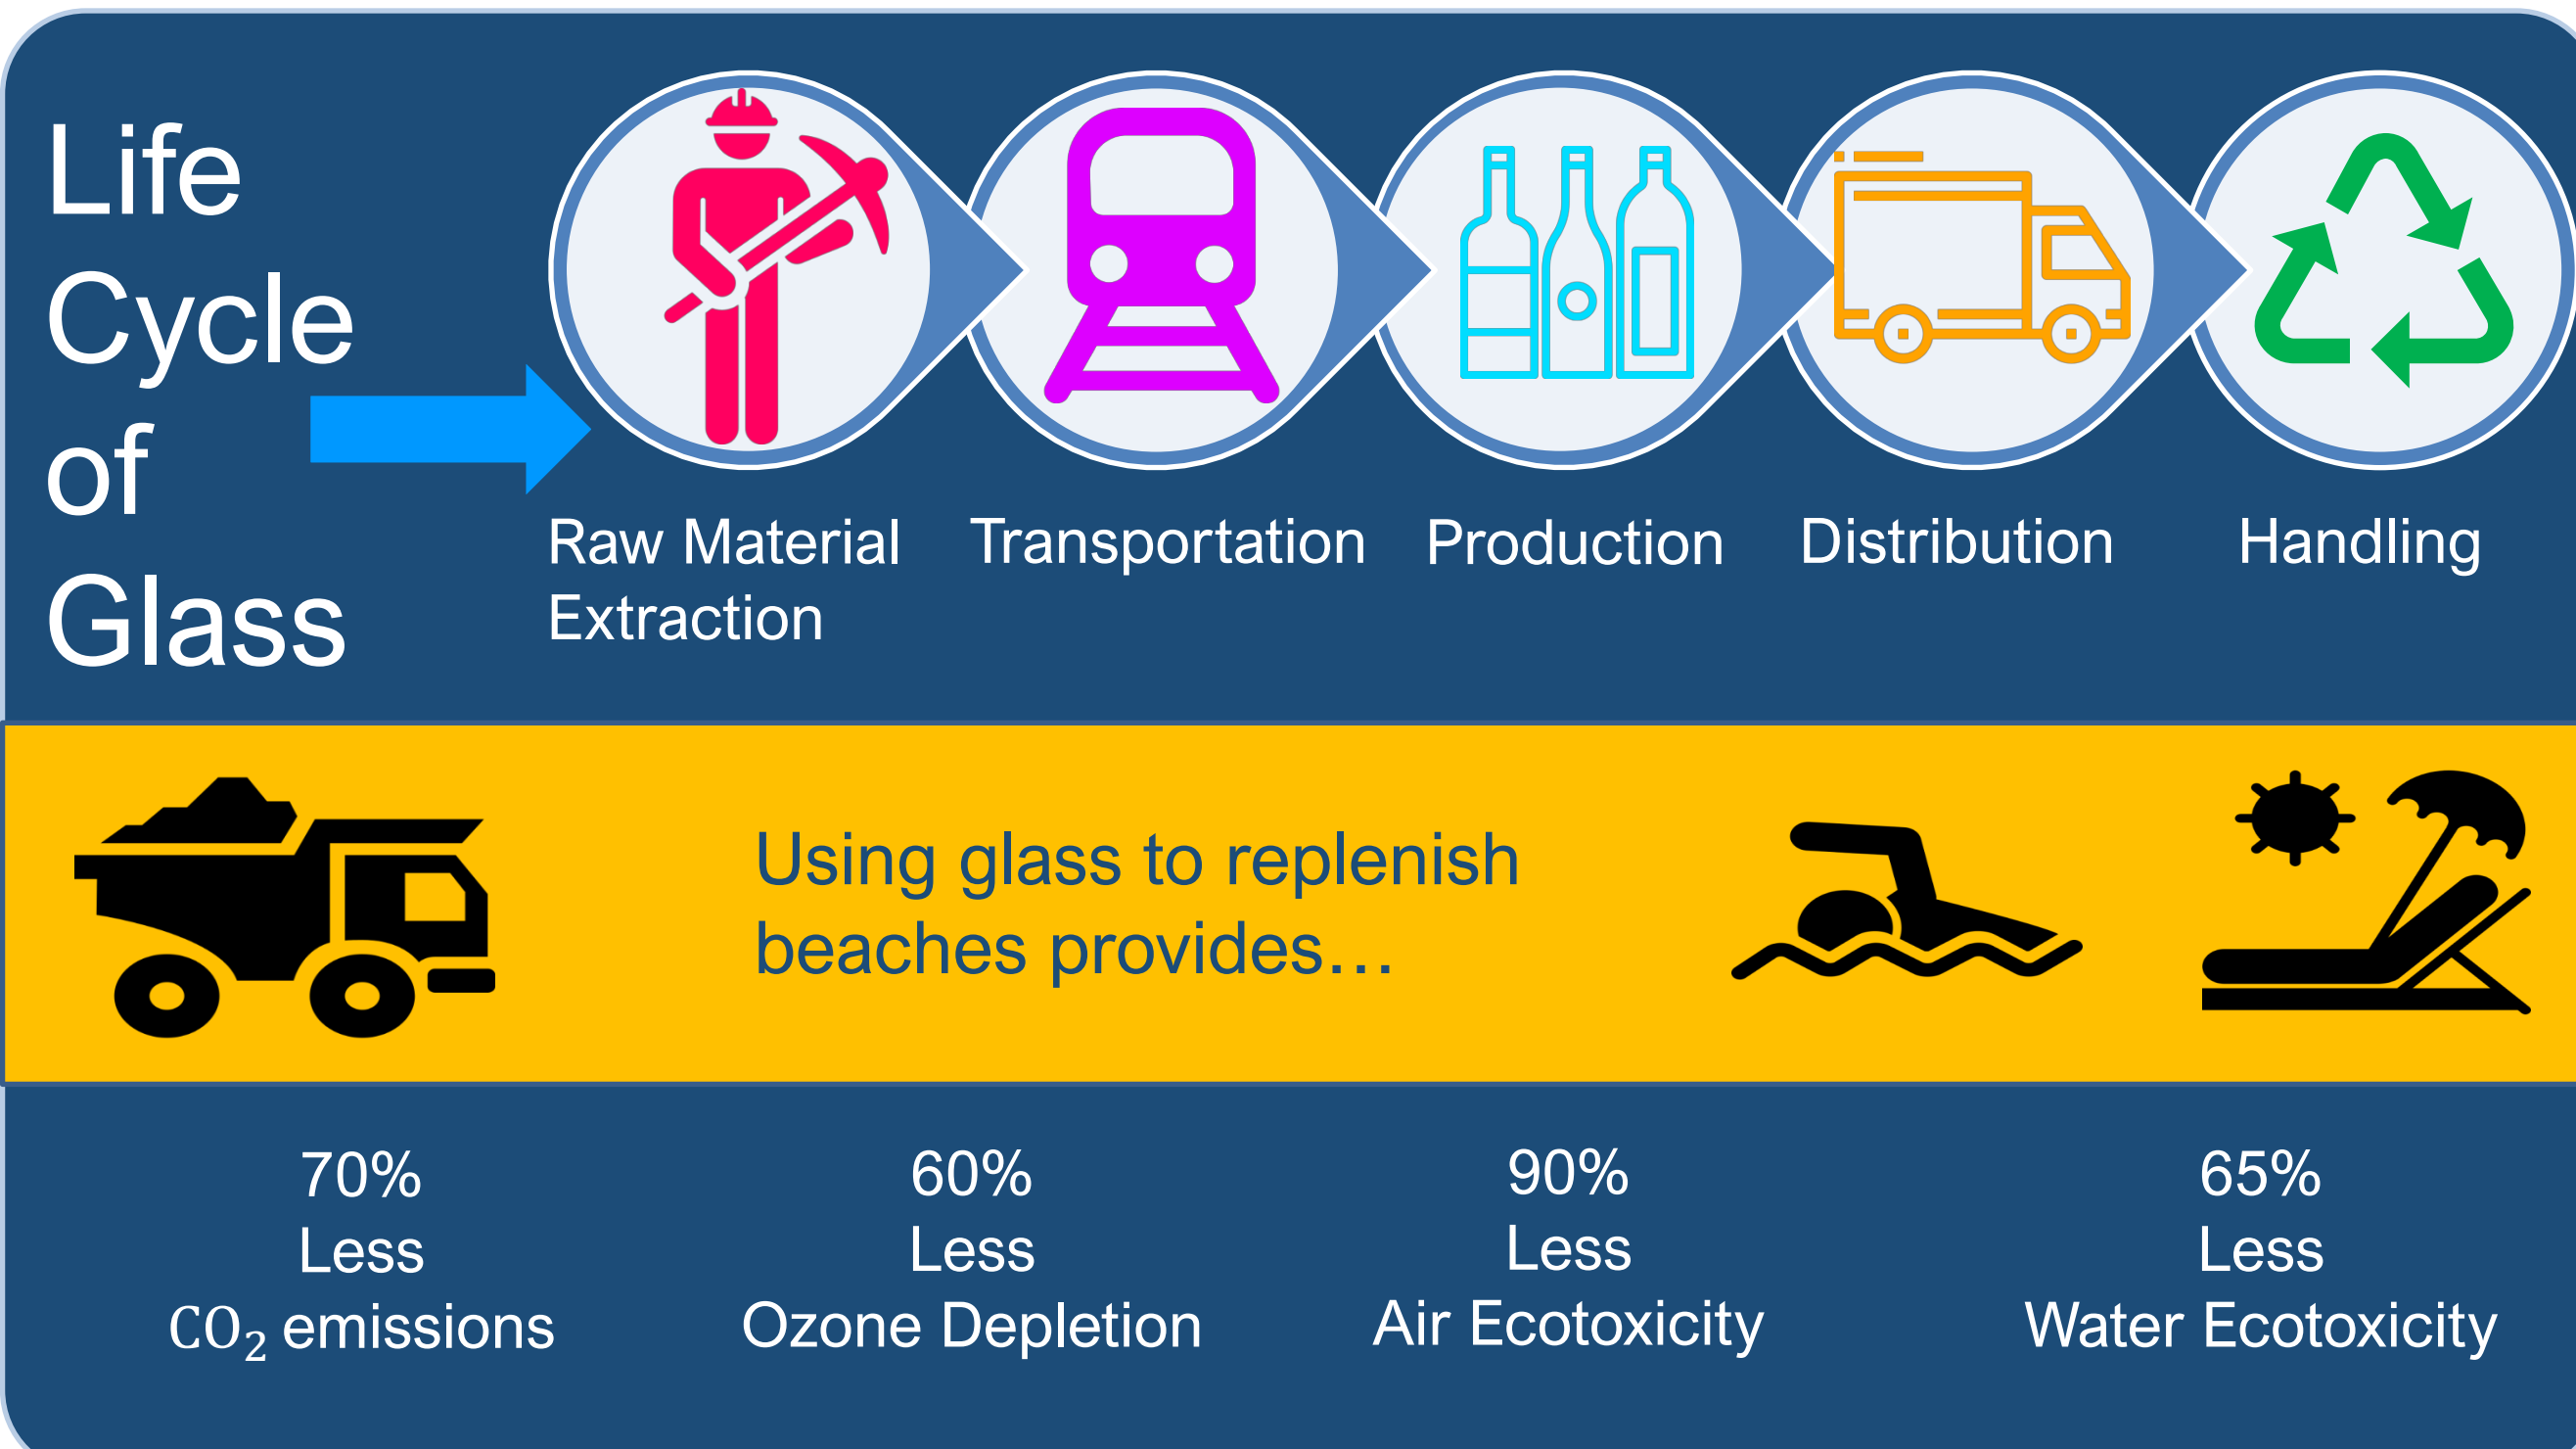 Life
Cycle
of
Glass
Raw Material
Extraction
Transportation
Production
Distribution
Handling
Using glass to replenish
beaches provides…
70%
Less
CO₂ emissions
60%
Less
Ozone Depletion
90%
Less
Air Ecotoxicity
65%
Less
Water Ecotoxicity